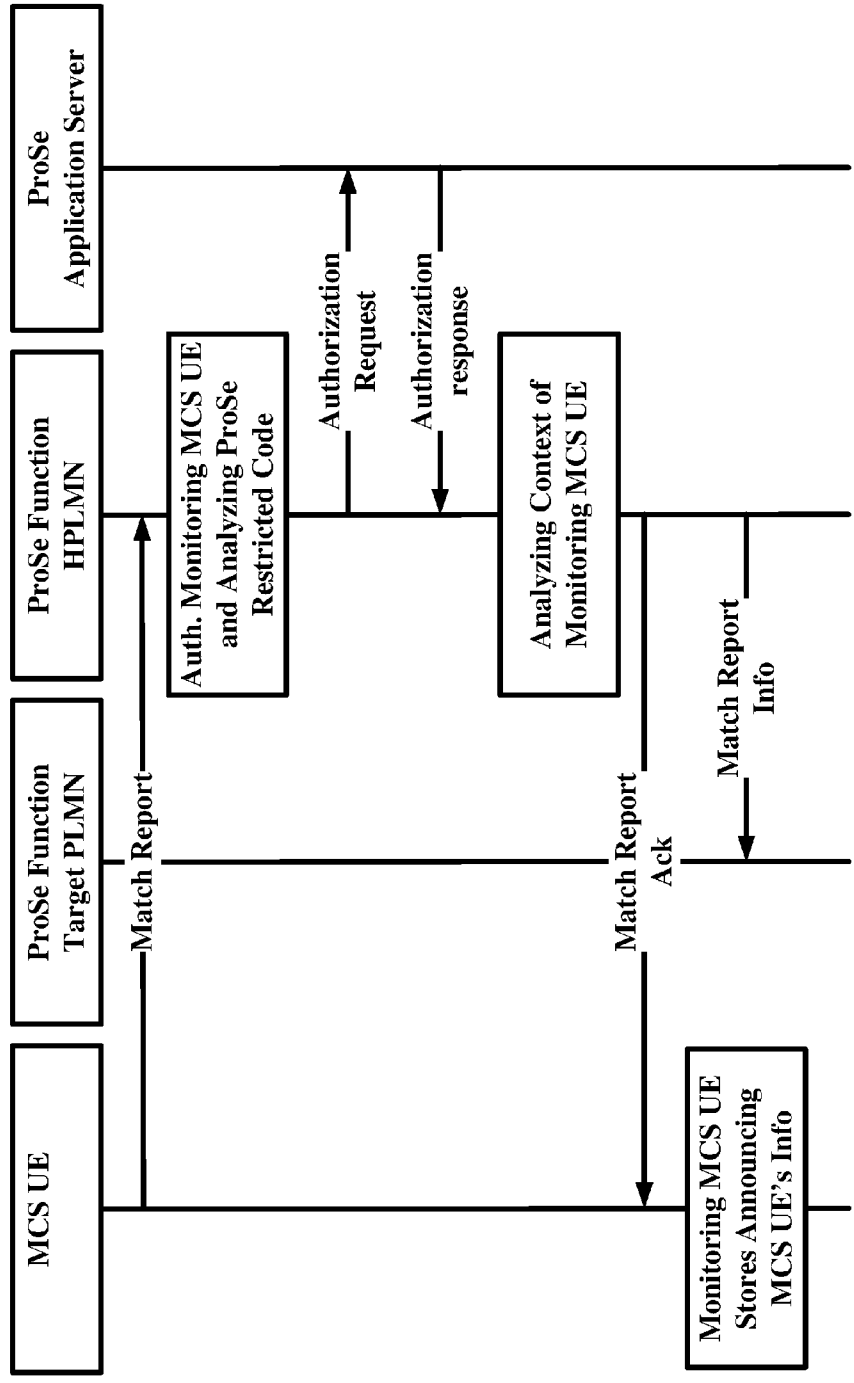 MCS UE
ProSe Function
Target PLMN
ProSe Function
HPLMN
ProSe
Application Server
Match Report
Auth. Monitoring MCS UE
and Analyzing ProSe
Restricted Code
Authorization
Request
Authorization
response
Analyzing Context of
Monitoring MCS UE
Match Report
Ack
Monitoring MCS UE
Stores Announcing
MCS UE's Info
Match Report
Info